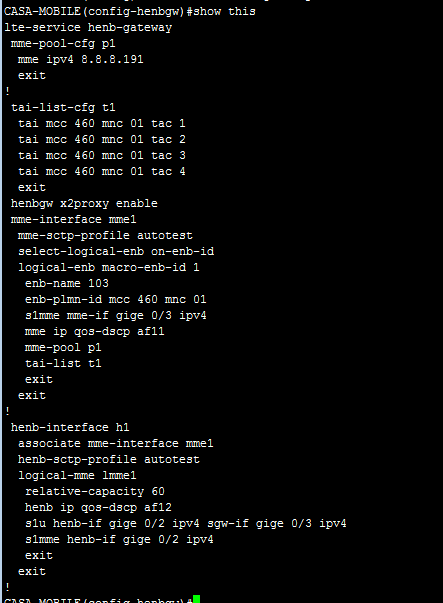 CASA-MOBILE(config-henbgw)#show this
lte-service henb-gateway
mme-pool-cfg p1
mme ipv4 8.8.8.191
exit
!
tai-list-cfg t1
tai mcc 460 mnc 01 tac 1
tai mcc 460 mnc 01 tac 2
tai mcc 460 mnc 01 tac 3
tai mcc 460 mnc 01 tac 4
exit
henbgw x2proxy enable
mme-interface mme1
mme-sctp-profile autotest
select-logical-enb on-enb-id
logical-enb macro-enb-id 1
enb-name 103
enb-plmn-id mcc 460 mnc 01
s1mme mme-if gige 0/3 ipv4
mme ip qos-dscp af11
mme-pool p1
tai-list t1
exit
exit
!
henb-interface h1
associate mme-interface mme1
henb-sctp-profile autotest
logical-mme lmme1
relative-capacity 60
henb ip qos-dscp af12
s1u henb-if gige 0/2 ipv4 sgw-if gige 0/3 ipv4
s1mme henb-if gige 0/2 ipv4
exit
exit
!
CASA-MOBILE(config-henbgw)#